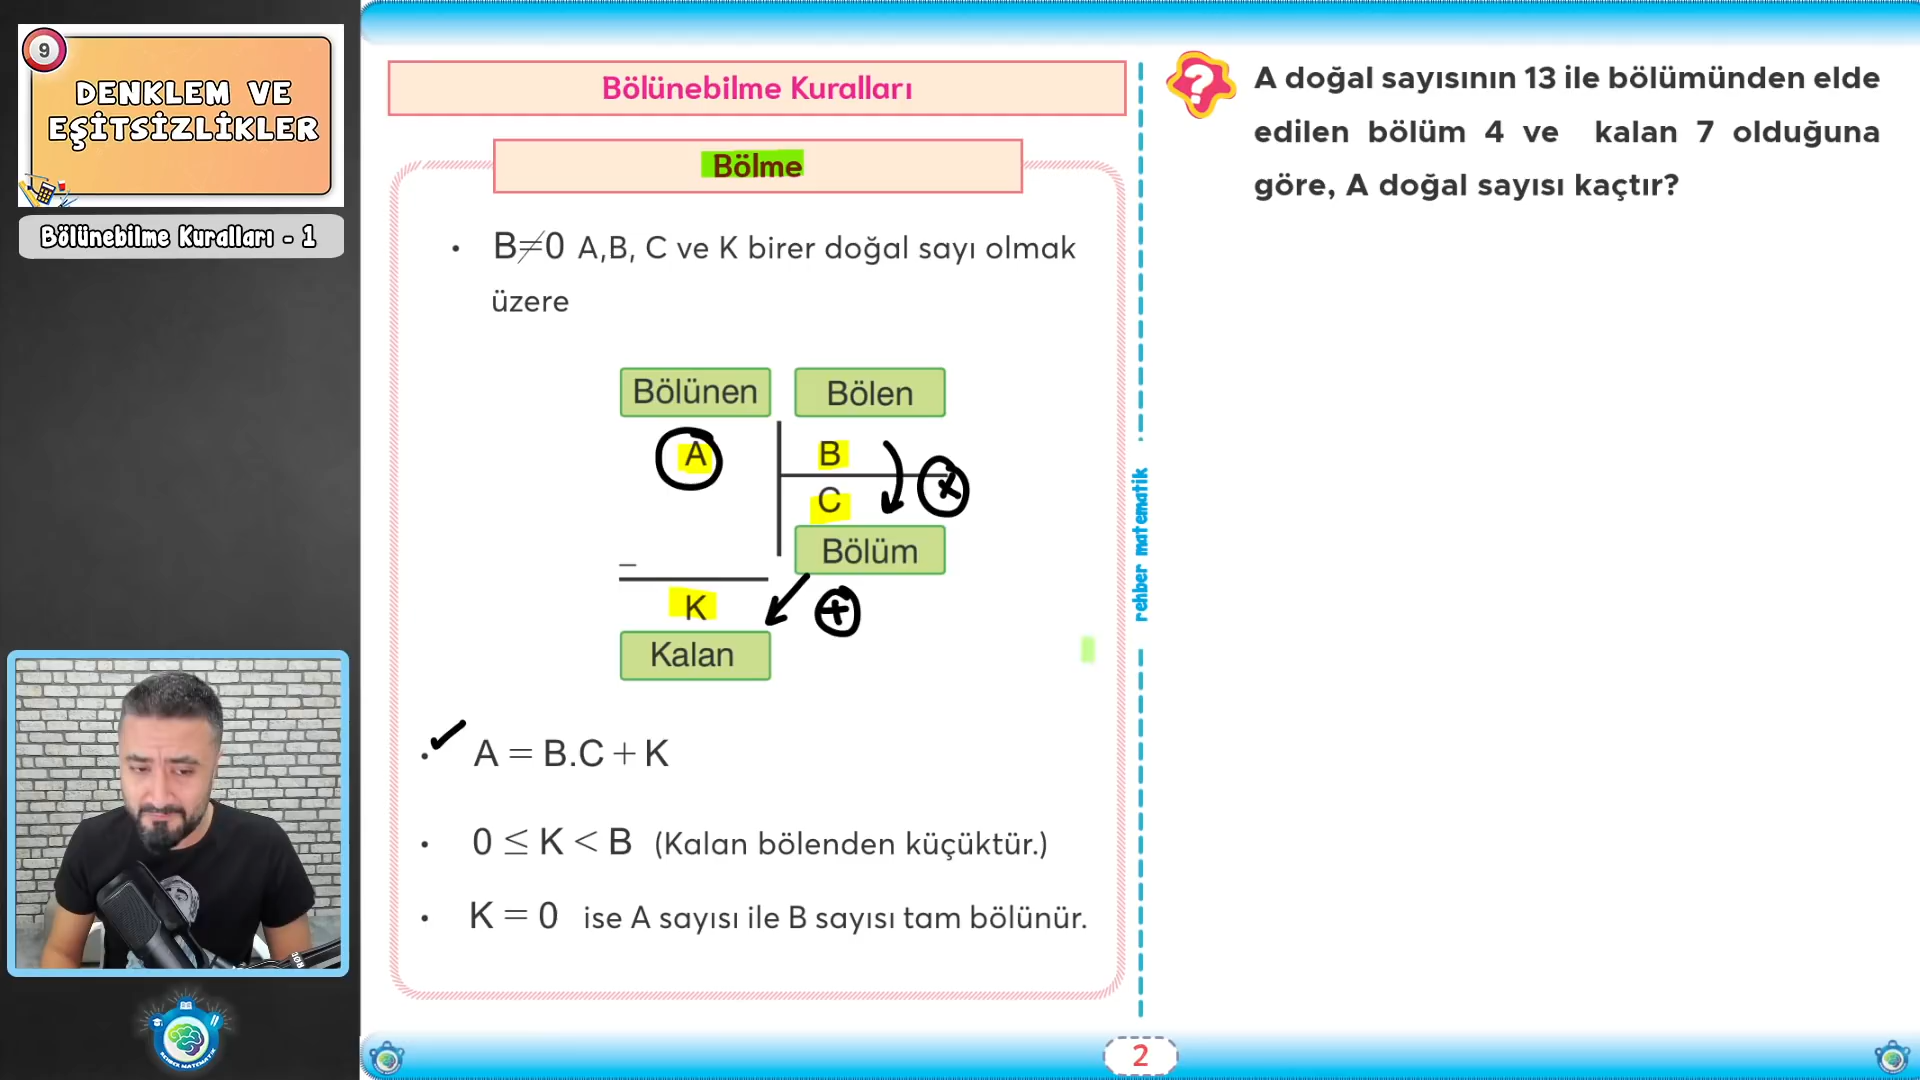 9
DENKLEM VE
EŞİTSİZLİKLER
Bölünebilme Kuralları - 1
Bölünebilme Kuralları
Bölme
• B≠0 A,B, C ve K birer doğal sayı olmak
üzere
Bölünen Bölen
A B
x
C
Bölüm
–
+
K
Kalan
• A = B.C + K
• 0 ≤ K < B (Kalan bölenden küçüktür.)
• K = 0 ise A sayısı ile B sayısı tam bölünür.
rehber matematik
?
A doğal sayısının 13 ile bölümünden elde
edilen bölüm 4 ve kalan 7 olduğuna
göre, A doğal sayısı kaçtır?
REHBER MATEMATİK
2